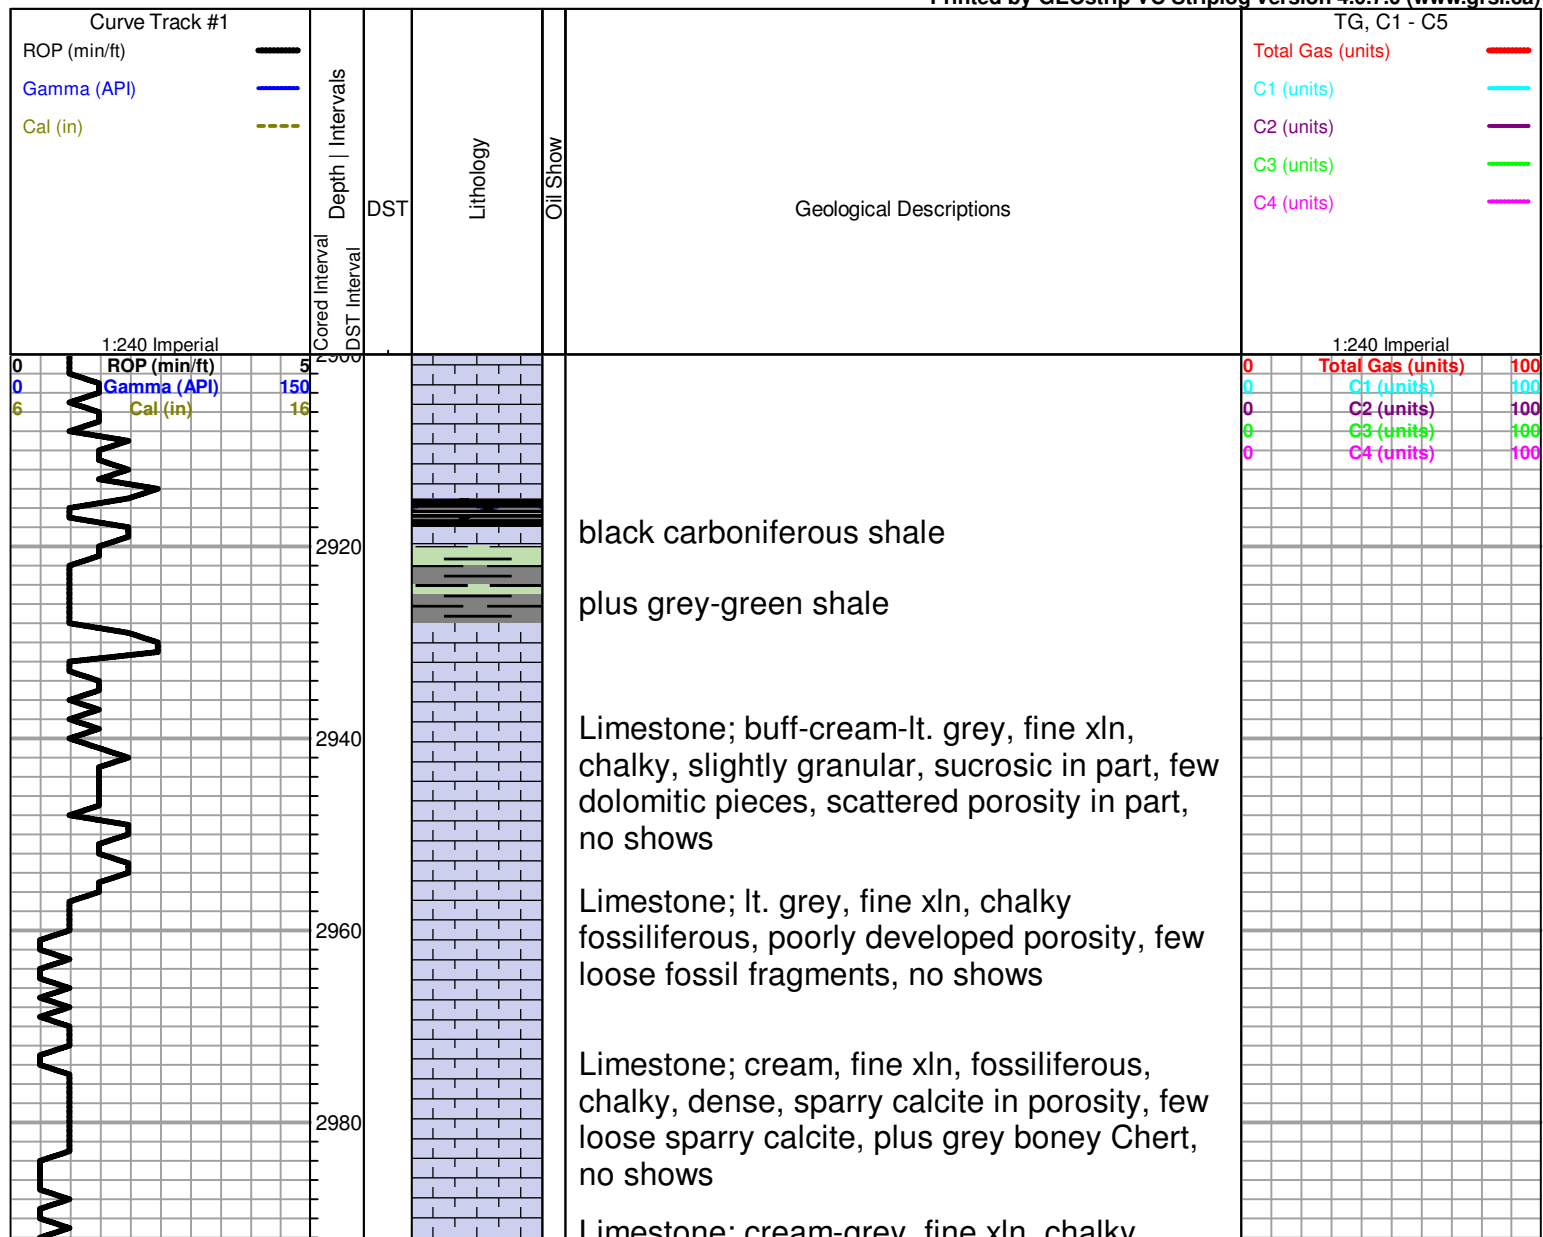 Curve Track #1
ROP (min/ft)
Gamma (API)
Cal (in)
1:240 Imperial
Cored Interval
Depth | Intervals
DST Interval
DST
Lithology
Oil Show
Geological Descriptions
TG, C1 - C5
Total Gas (units)
C1 (units)
C2 (units)
C3 (units)
C4 (units)
1:240 Imperial
0 ROP (min/ft) 5
0 Gamma (API) 150
6 Cal (in) 16
0 Total Gas (units) 100
0 C1 (units) 100
0 C2 (units) 100
0 C3 (units) 100
0 C4 (units) 100
black carboniferous shale
2920
plus grey-green shale
2940
Limestone; buff-cream-lt. grey, fine xln,
chalky, slightly granular, sucrosic in part, few
dolomitic pieces, scattered porosity in part,
no shows
2960
Limestone; lt. grey, fine xln, chalky
fossiliferous, poorly developed porosity, few
loose fossil fragments, no shows
2980
Limestone; cream, fine xln, fossiliferous,
chalky, dense, sparry calcite in porosity, few
loose sparry calcite, plus grey boney Chert,
no shows
Limestone; cream-grey, fine xln, chalky